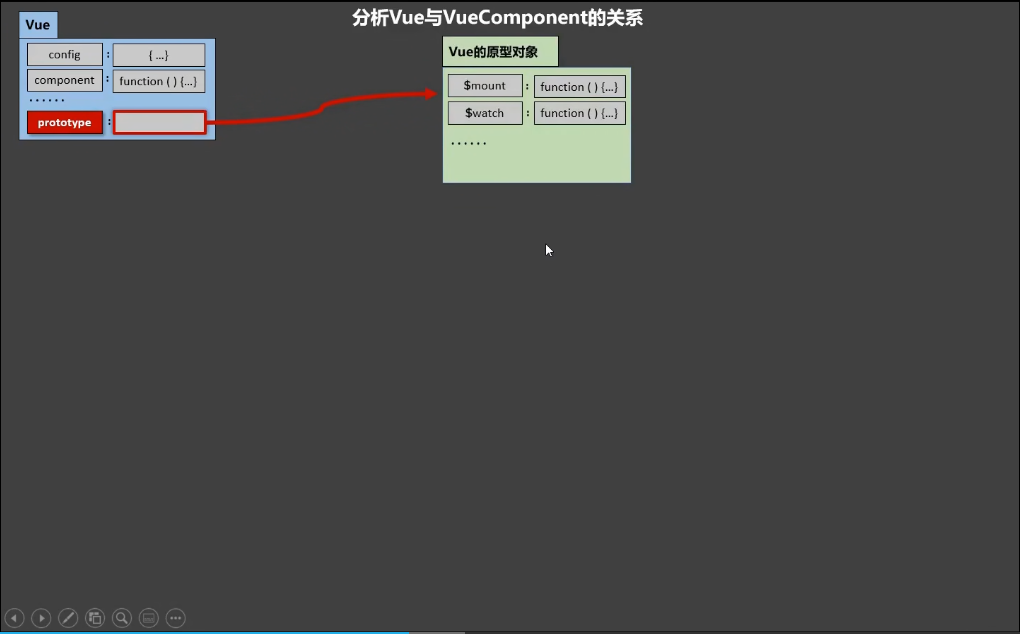 分析Vue与VueComponent的关系
Vue
config : { ...}
component : function ( ) {...}
······
prototype :
Vue的原型对象
$mount : function ( ) {...}
$watch : function ( ) {...}
······